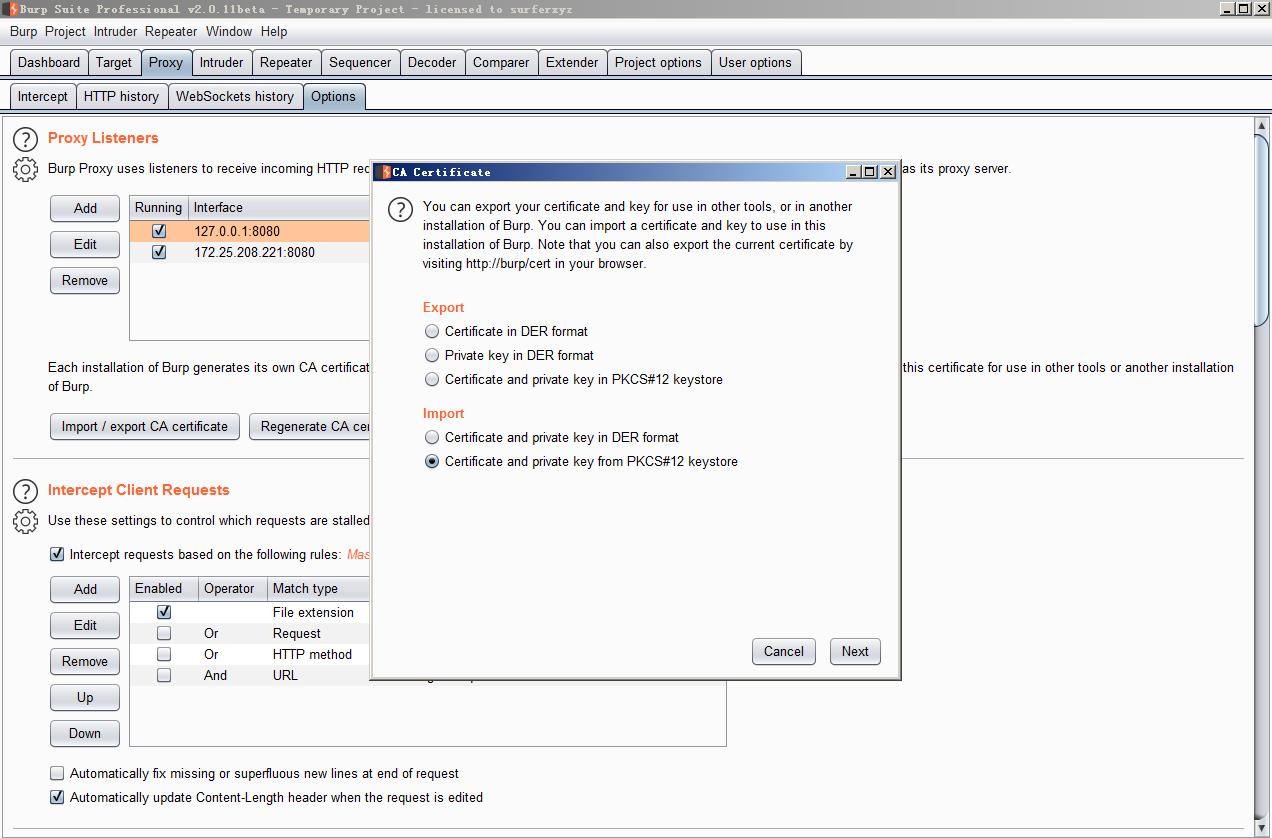 Burp Suite Professional v2.0.11beta - Temporary Project - licensed to surferxyz
Burp Project Intruder Repeater Window Help
Dashboard Target Proxy Intruder Repeater Sequencer Decoder Comparer Extender Project options User options
Intercept HTTP history WebSockets history Options
? Proxy Listeners
Burp Proxy uses listeners to receive incoming HTTP req
as its proxy server.
Add
Edit
Remove
Running Interface
127.0.0.1:8080
172.25.208.221:8080
Each installation of Burp generates its own CA certificat
this certificate for use in other tools or another installation
of Burp.
Import / export CA certificate Regenerate CA cer
CA Certificate
? You can export your certificate and key for use in other tools, or in another
installation of Burp. You can import a certificate and key to use in this
installation of Burp. Note that you can also export the current certificate by
visiting http://burp/cert in your browser.
Export
Certificate in DER format
Private key in DER format
Certificate and private key in PKCS#12 keystore
Import
Certificate and private key in DER format
Certificate and private key from PKCS#12 keystore
Cancel Next
? Intercept Client Requests
Use these settings to control which requests are stalled
Intercept requests based on the following rules: Mas
Add
Edit
Remove
Up
Down
Enabled Operator Match type
File extension
Or Request
Or HTTP method
And URL
Automatically fix missing or superfluous new lines at end of request
Automatically update Content-Length header when the request is edited